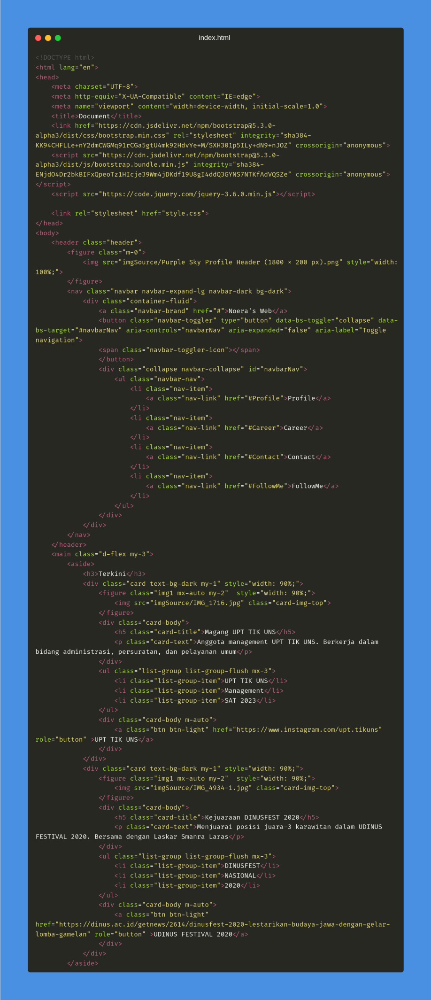 index.html
<!DOCTYPE html>
<html lang="en">
<head>
    <meta charset="UTF-8">
    <meta http-equiv="X-UA-Compatible" content="IE=edge">
    <meta name="viewport" content="width=device-width, initial-scale=1.0">
    <title>Document</title>
    <link href="https://cdn.jsdelivr.net/npm/bootstrap@5.3.0-
alpha3/dist/css/bootstrap.min.css" rel="stylesheet" integrity="sha384-
KK94CHFLLe+nY2dmCWGMq91rCGa5gtU4mk92HdvYe+M/SXH301p5ILy+dN9+nJOZ" crossorigin="anonymous">
    <script src="https://cdn.jsdelivr.net/npm/bootstrap@5.3.0-
alpha3/dist/js/bootstrap.bundle.min.js" integrity="sha384-
ENjdO4Dr2bkBIFxQpeoTz1HIcje39Wm4jDKdf19U8gI4ddQ3GYNS7NTKfAdVQSZe" crossorigin="anonymous">
</script>
    <script src="https://code.jquery.com/jquery-3.6.0.min.js"></script>
    <link rel="stylesheet" href="style.css">
</head>
<body>
    <header class="header">
        <figure class="m-0">
            <img src="imgSource/Purple Sky Profile Header (1800 × 200 px).png" style="width:
100%;">
        </figure>
        <nav class="navbar navbar-expand-lg navbar-dark bg-dark">
            <div class="container-fluid">
                <a class="navbar-brand" href="#">Noera's Web</a>
                <button class="navbar-toggler" type="button" data-bs-toggle="collapse" data-
bs-target="#navbarNav" aria-controls="navbarNav" aria-expanded="false" aria-label="Toggle
navigation">
                <span class="navbar-toggler-icon"></span>
                </button>
                <div class="collapse navbar-collapse" id="navbarNav">
                    <ul class="navbar-nav">
                        <li class="nav-item">
                            <a class="nav-link" href="#Profile">Profile</a>
                        </li>
                        <li class="nav-item">
                            <a class="nav-link" href="#Career">Career</a>
                        </li>
                        <li class="nav-item">
                            <a class="nav-link" href="#Contact">Contact</a>
                        </li>
                        <li class="nav-item">
                            <a class="nav-link" href="#FollowMe">FollowMe</a>
                        </li>
                    </ul>
                </div>
            </div>
        </nav>
    </header>
    <main class="d-flex my-3">
        <aside>
            <h3>Terkini</h3>
            <div class="card text-bg-dark my-1" style="width: 90%;">
                <figure class="img1 mx-auto my-2"  style="width: 90%;">
                    <img src="imgSource/IMG_1716.jpg" class="card-img-top">
                </figure>
                <div class="card-body">
                    <h5 class="card-title">Magang UPT TIK UNS</h5>
                    <p class="card-text">Anggota management UPT TIK UNS. Berkerja dalam
bidang administrasi, persuratan, dan pelayanan umum</p>
                </div>
                <ul class="list-group list-group-flush mx-3">
                    <li class="list-group-item">UPT TIK UNS</li>
                    <li class="list-group-item">Management</li>
                    <li class="list-group-item">SAT 2023</li>
                </ul>
                <div class="card-body m-auto">
                    <a class="btn btn-light" href="https://www.instagram.com/upt.tikuns"
role="button" >UPT TIK UNS</a>
                </div>
            </div>
            <div class="card text-bg-dark my-1" style="width: 90%;">
                <figure class="img1 mx-auto my-2"  style="width: 90%;">
                    <img src="imgSource/IMG_4934-1.jpg" class="card-img-top">
                </figure>
                <div class="card-body">
                    <h5 class="card-title">Kejuaraan DINUSFEST 2020</h5>
                    <p class="card-text">Menjuarai posisi juara-3 karawitan dalam UDINUS
FESTIVAL 2020. Bersama dengan Laskar Smanra Laras</p>
                </div>
                <ul class="list-group list-group-flush mx-3">
                    <li class="list-group-item">DINUSFEST</li>
                    <li class="list-group-item">NASIONAL</li>
                    <li class="list-group-item">2020</li>
                </ul>
                <div class="card-body m-auto">
                    <a class="btn btn-light"
href="https://dinus.ac.id/getnews/2614/dinusfest-2020-lestarikan-budaya-jawa-dengan-gelar-
lomba-gamelan" role="button" >UDINUS FESTIVAL 2020</a>
                </div>
            </div>
        </aside>